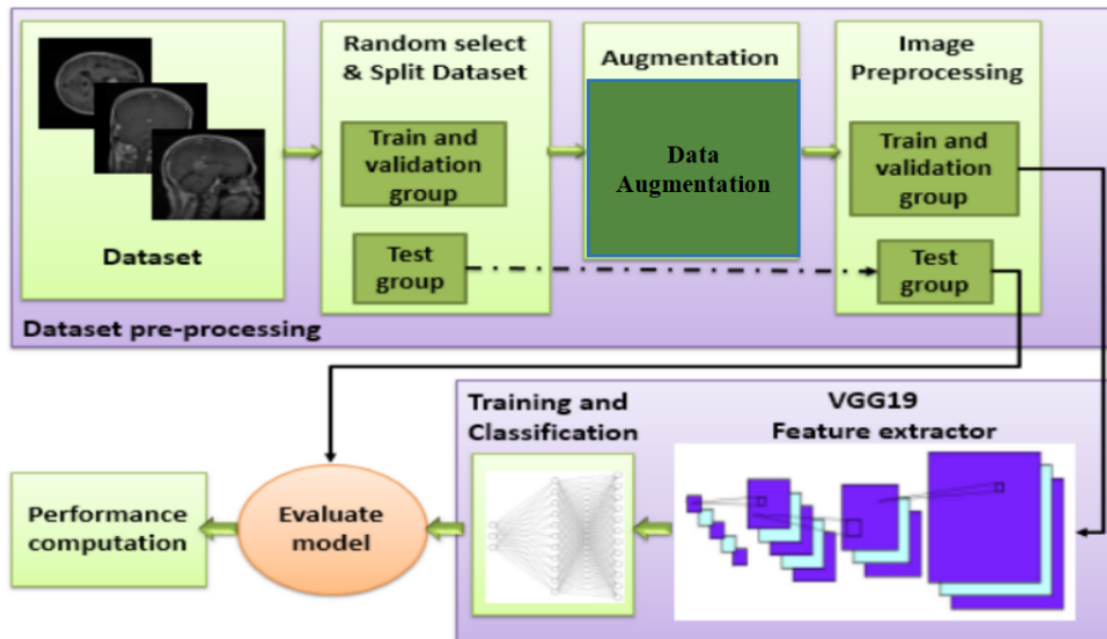 Dataset
Random select
& Split Dataset
Train and
validation
group
Test
group
Augmentation
Data
Augmentation
Image
Preprocessing
Train and
validation
group
Test
group
Dataset pre-processing
Training and
Classification
VGG19
Feature extractor
Evaluate
model
Performance
computation